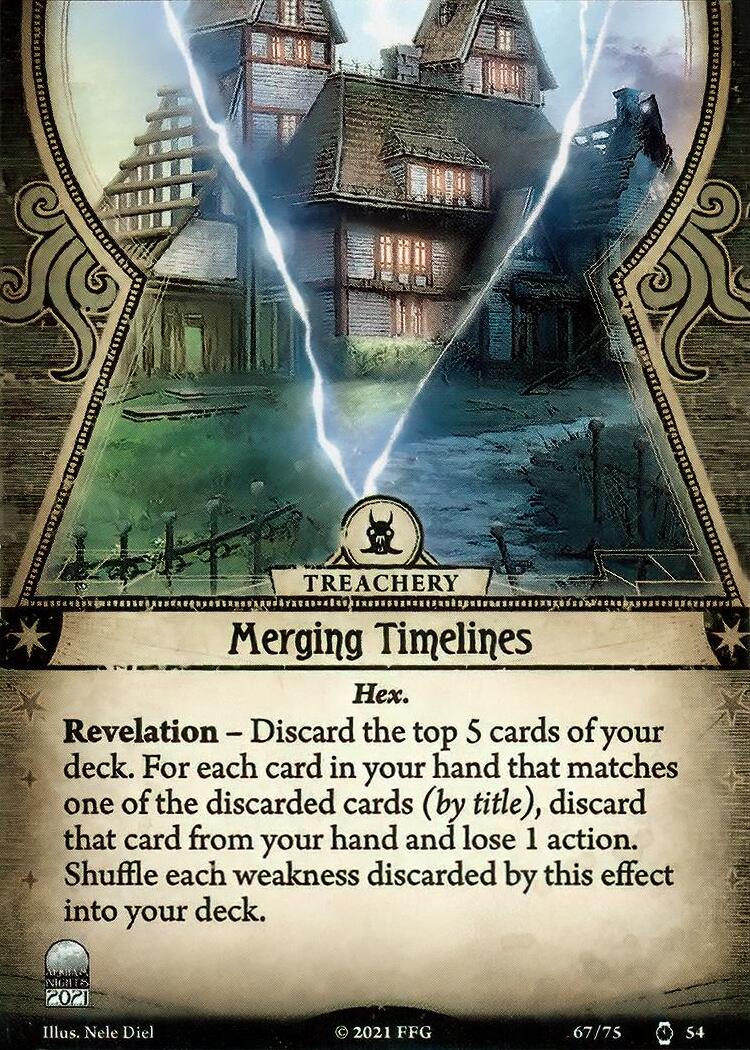 TREACHERY
Merging Timelines
Hex.
Revelation – Discard the top 5 cards of your
deck. For each card in your hand that matches
one of the discarded cards (by title), discard
that card from your hand and lose 1 action.
Shuffle each weakness discarded by this effect
into your deck.
ARKHAM
NIGHTS
2021
Illus. Nele Diel
© 2021 FFG
67/75
54